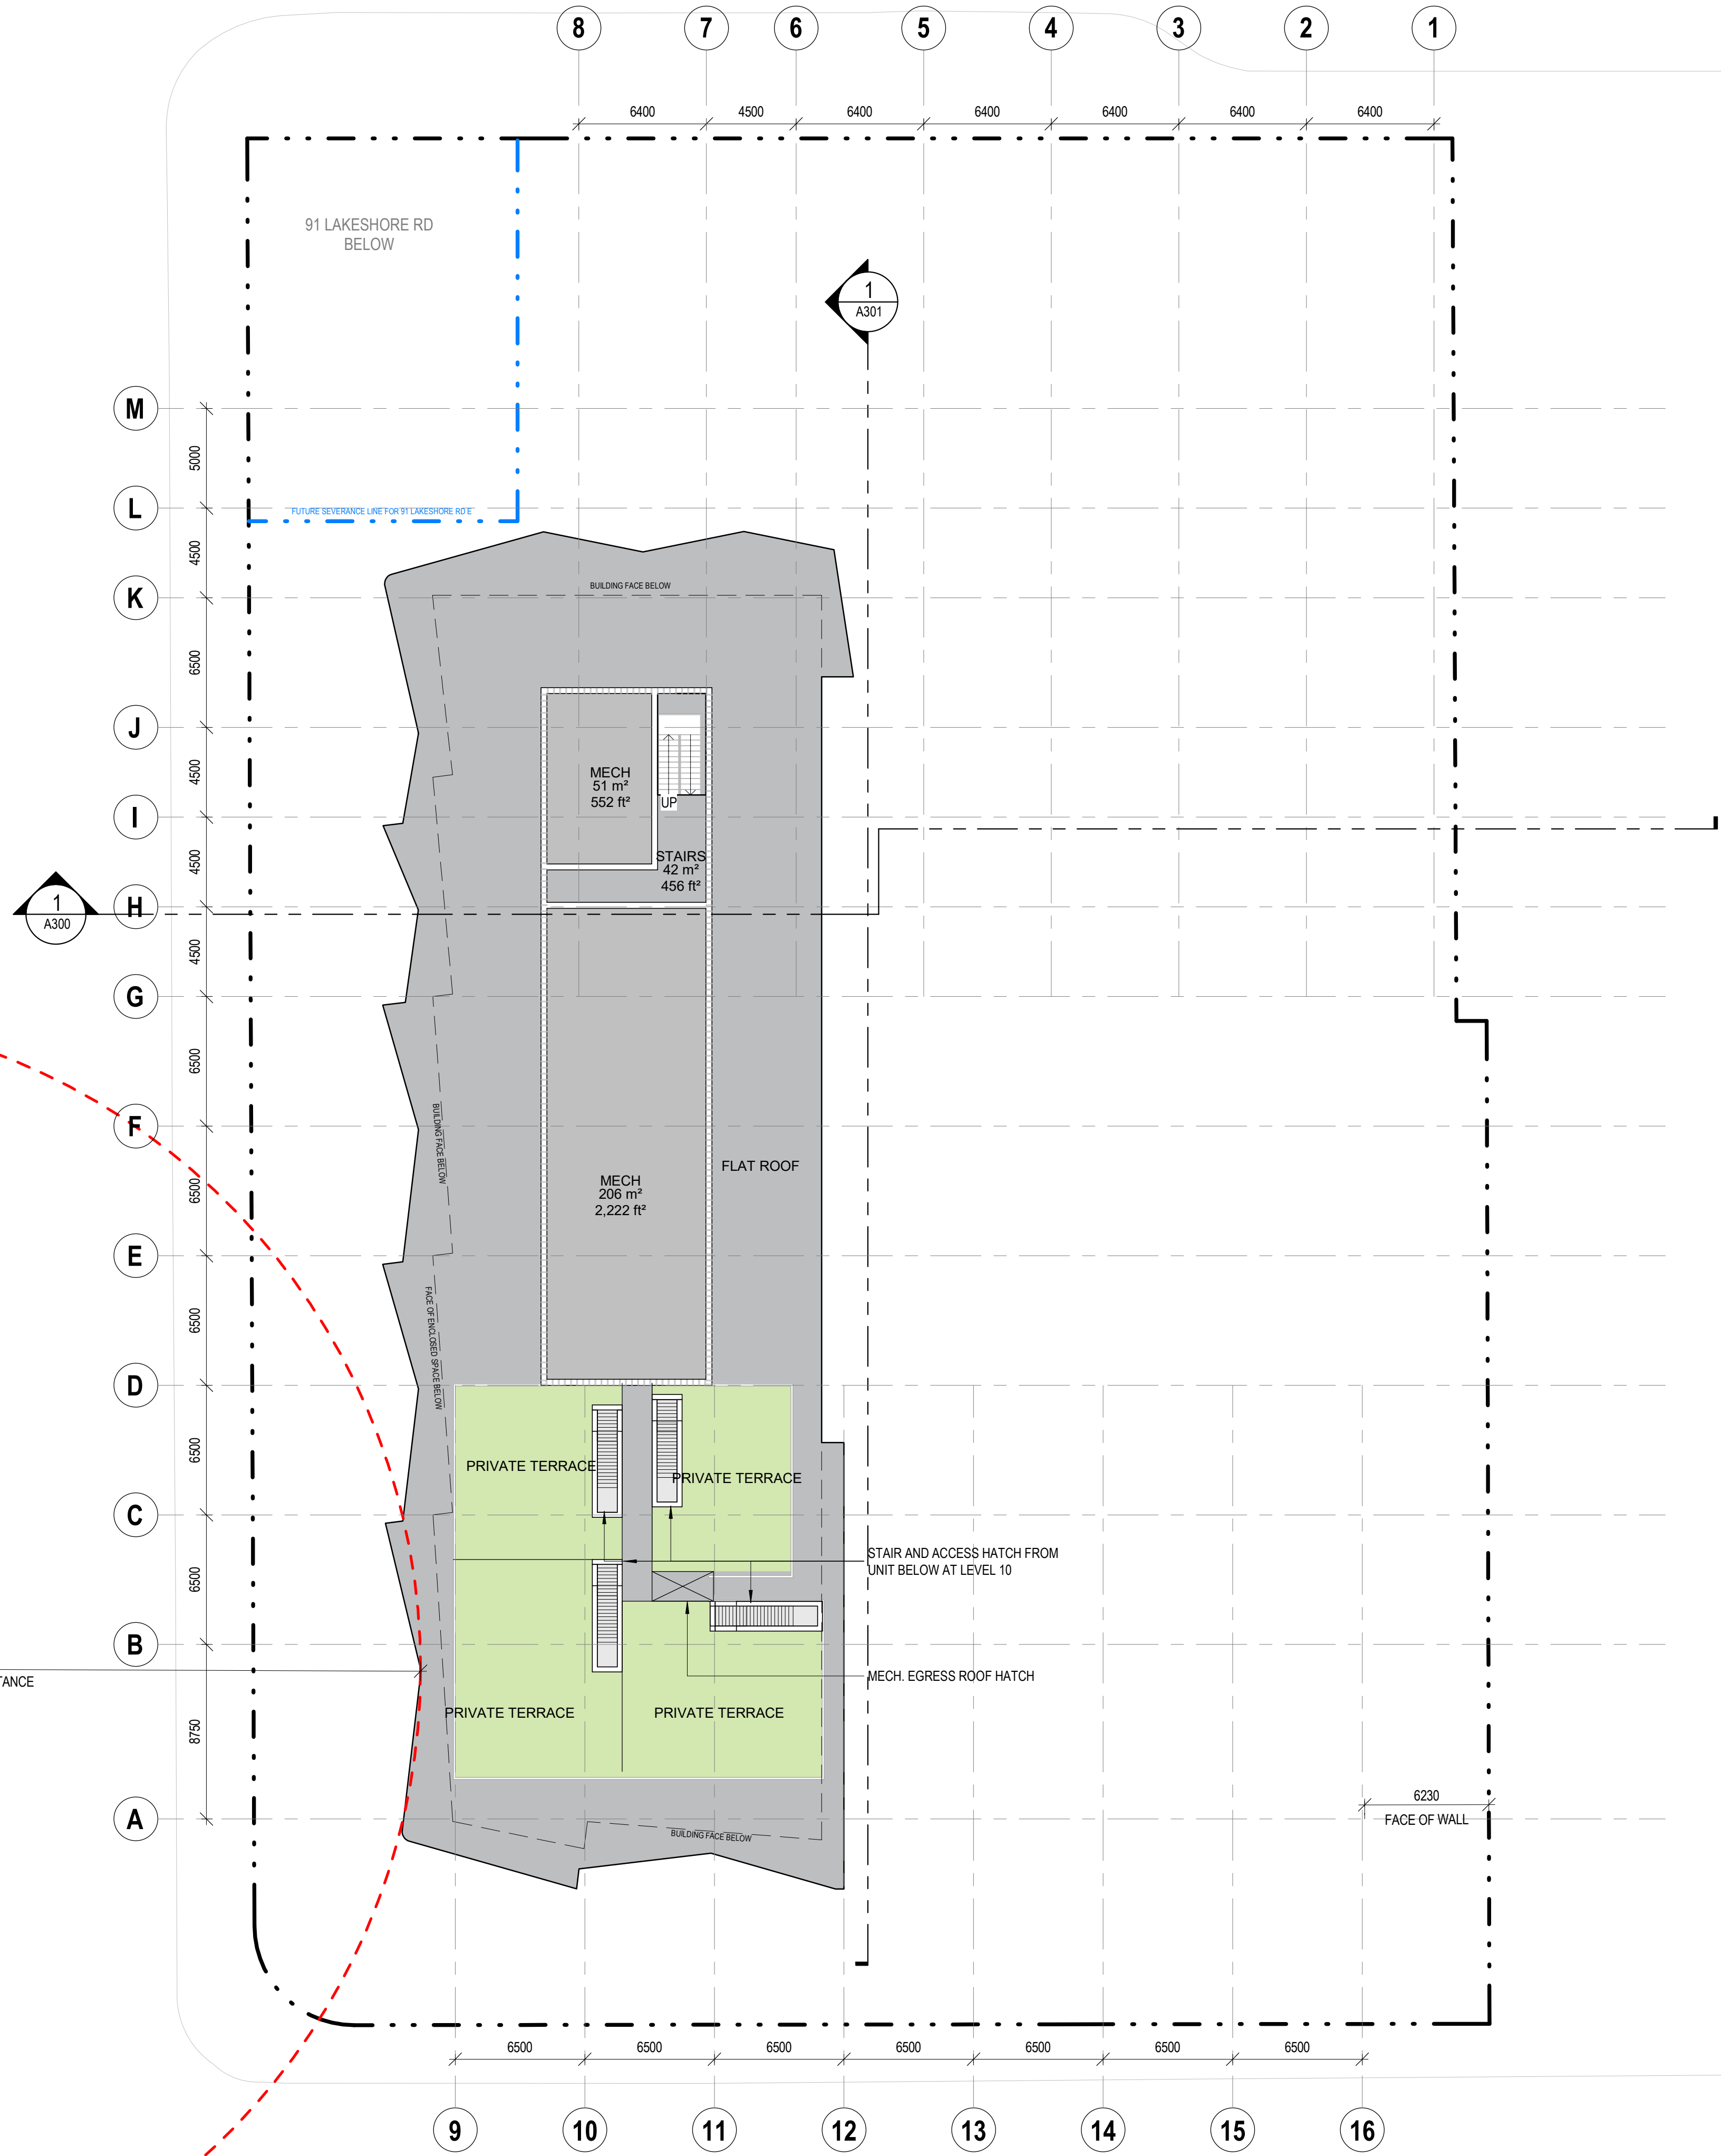 8
7
6
5
4
3
2
1
6400
4500
6400
6400
6400
6400
6400
91 LAKESHORE RD
BELOW
1
A301
M
5000
L
FUTURE SEVERANCE LINE FOR 91 LAKESHORE RD E
4500
K
BUILDING FACE BELOW
6500
J
4500
MECH
51 m²
552 ft²
UP
I
4500
STAIRS
42 m²
456 ft²
1
A300
H
4500
G
6500
F
BUILDING FACE BELOW
FLAT ROOF
6500
MECH
206 m²
2,222 ft²
E
6500
FACE OF ENCLOSED SPACE BELOW
D
6500
PRIVATE TERRACE
PRIVATE TERRACE
C
STAIR AND ACCESS HATCH FROM
UNIT BELOW AT LEVEL 10
6500
B
MECH. EGRESS ROOF HATCH
TANCE
8750
PRIVATE TERRACE
PRIVATE TERRACE
6230
FACE OF WALL
A
BUILDING FACE BELOW
6500
6500
6500
6500
6500
6500
6500
9
10
11
12
13
14
15
16